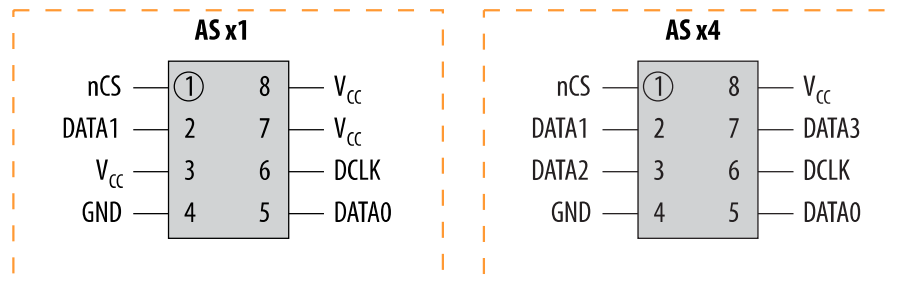 AS x1
nCS 1 8 VCC
DATA1 2 7 VCC
VCC 3 6 DCLK
GND 4 5 DATA0
AS x4
nCS 1 8 VCC
DATA1 2 7 DATA3
DATA2 3 6 DCLK
GND 4 5 DATA0